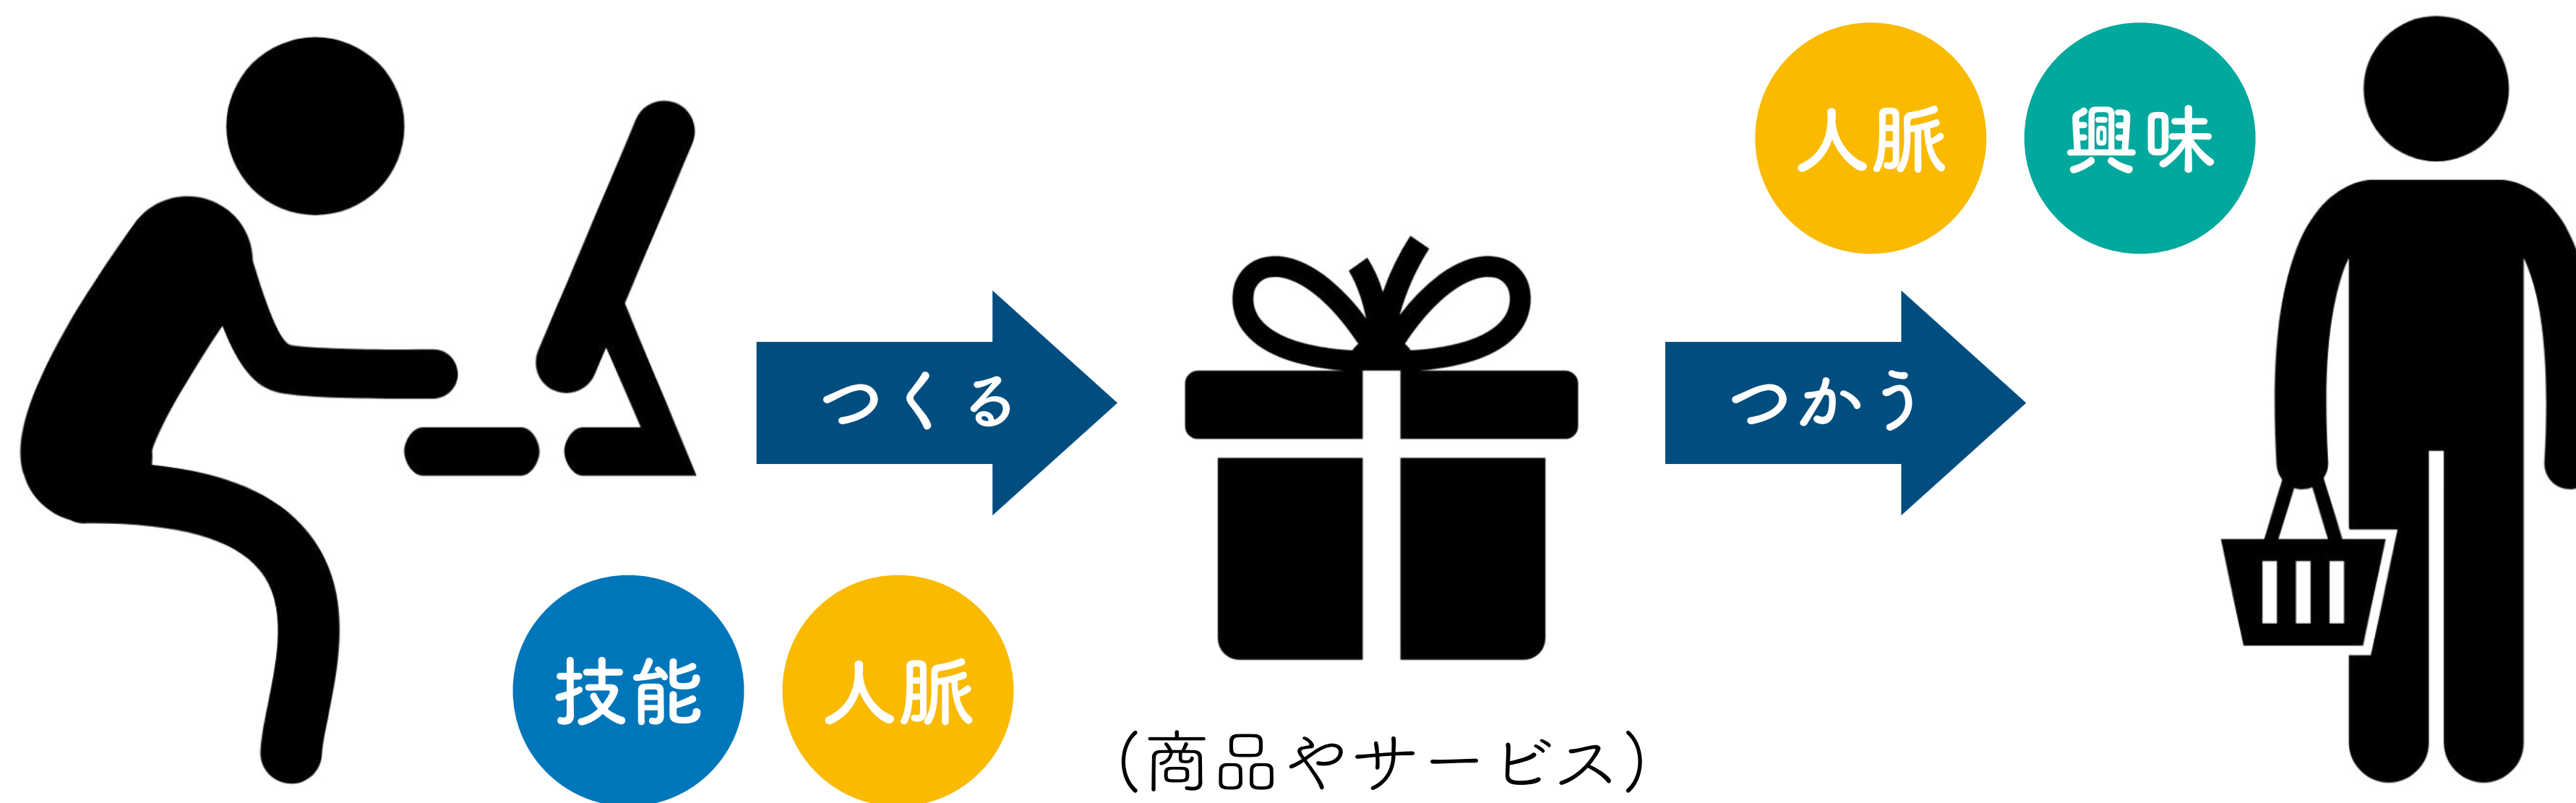 人脈
興味
つくる
つかう
技能
人脈
(商品やサービス)